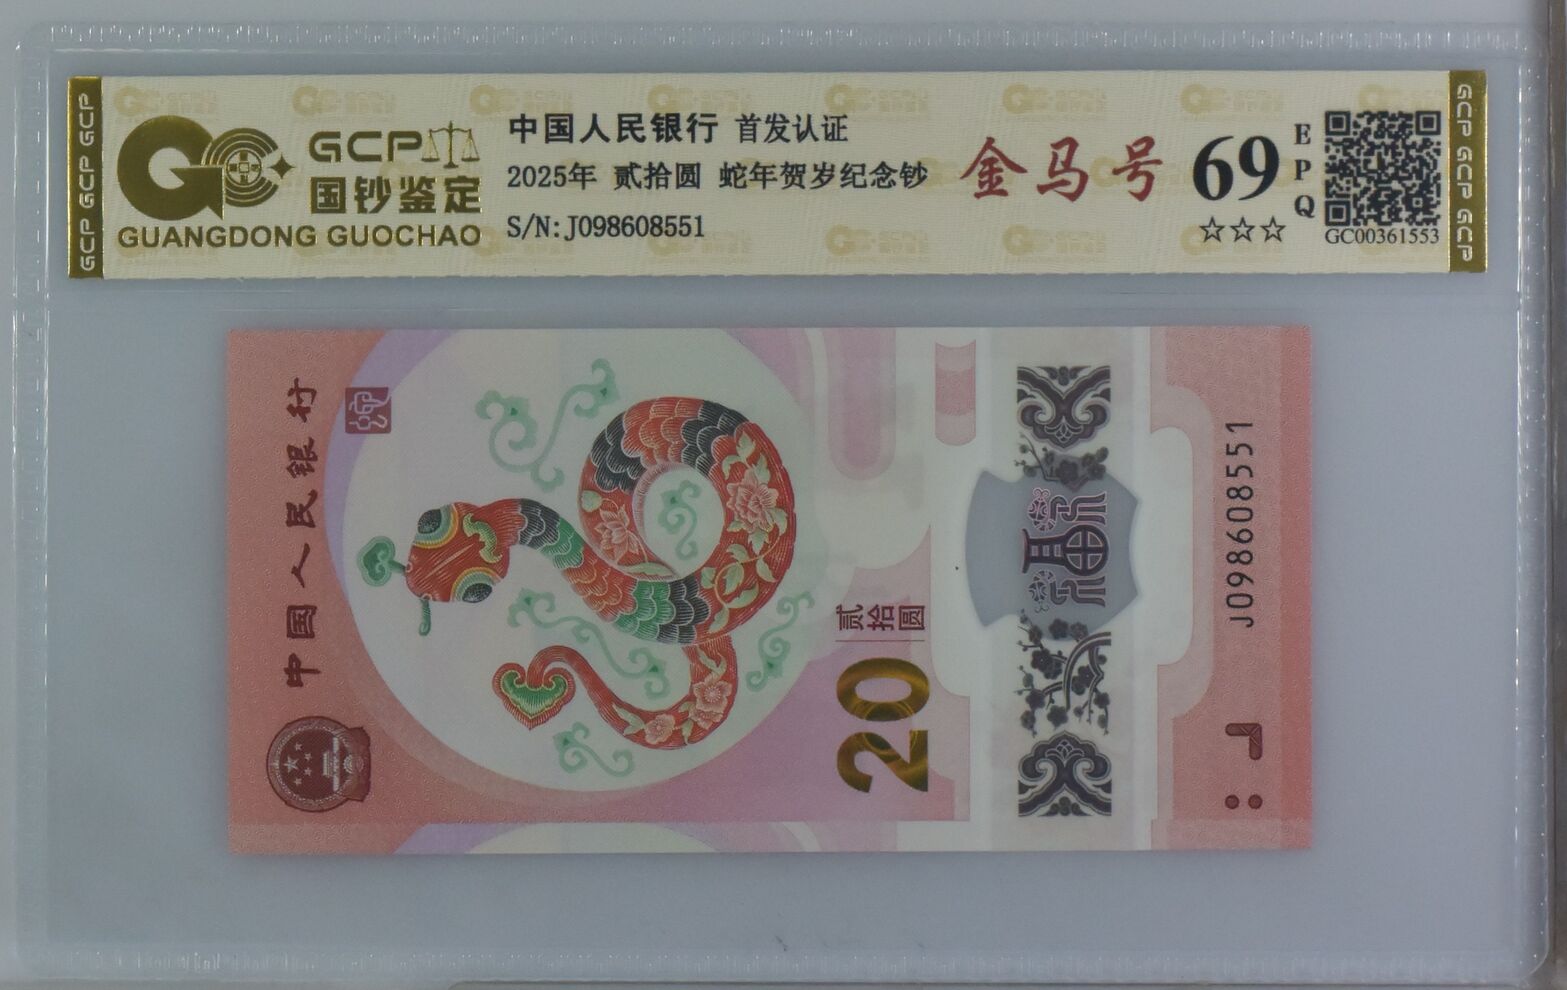 GCP GCP GCP
GCP
国钞鉴定
GUANGDONG GUOCHAO
中国人民银行 首发认证
2025年 贰拾圆 蛇年贺岁纪念钞
S/N:J098608551
金马号
69
EPQ
☆☆☆
GC00361553
GCP GCP GCP
中国人民银行
贰拾圆
20
J098608551